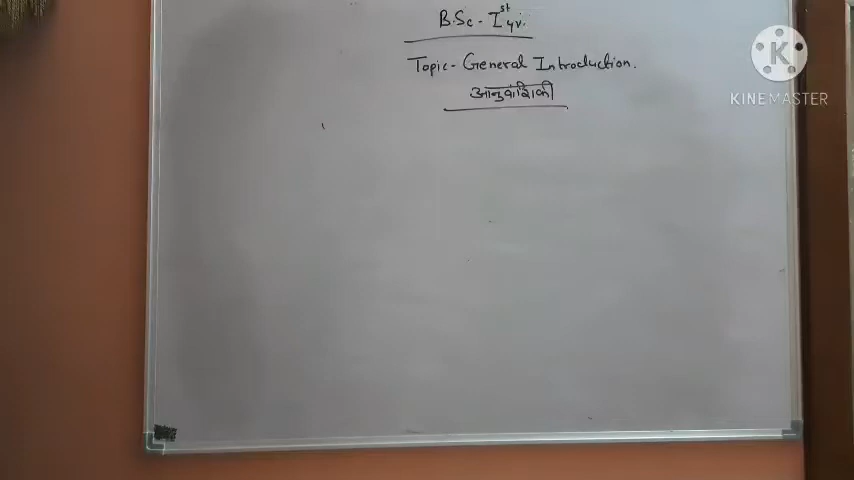 B.Sc - Ist yr.
Topic - General Introduction.
आनुवांशिकी
K
KINEMASTER